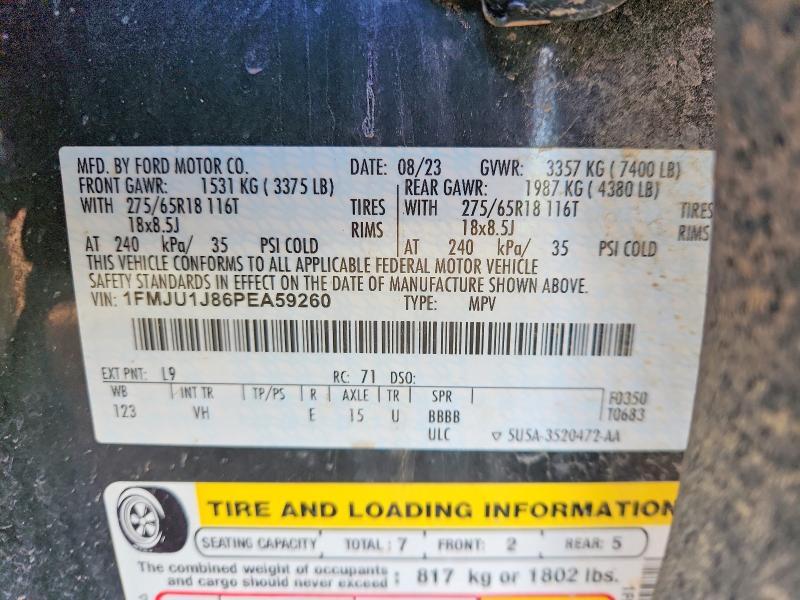 MFD. BY FORD MOTOR CO. DATE: 08/23 GVWR: 3357 KG ( 7400 LB)
FRONT GAWR: 1531 KG ( 3375 LB) REAR GAWR: 1987 KG ( 4380 LB)
WITH 275/65R18 116T TIRES WITH 275/65R18 116T TIRES
18x8.5J RIMS 18x8.5J RIMS
AT 240 kPa/ 35 PSI COLD AT 240 kPa/ 35 PSI COLD
THIS VEHICLE CONFORMS TO ALL APPLICABLE FEDERAL MOTOR VEHICLE
SAFETY STANDARDS IN EFFECT ON THE DATE OF MANUFACTURE SHOWN ABOVE.
VIN: 1FMJU1J86PEA59260 TYPE: MPV
EXT PNT: L9 RC: 71 DSO:
WB INT TR TP/PS R AXLE TR SPR F0350
123 VH E 15 U BBBB T0683
ULC ▽ 5U5A-3520472-AA
TIRE AND LOADING INFORMATION
SEATING CAPACITY TOTAL : 7 FRONT: 2 REAR: 5
The combined weight of occupants
and cargo should never exceed : 817 kg or 1802 lbs.